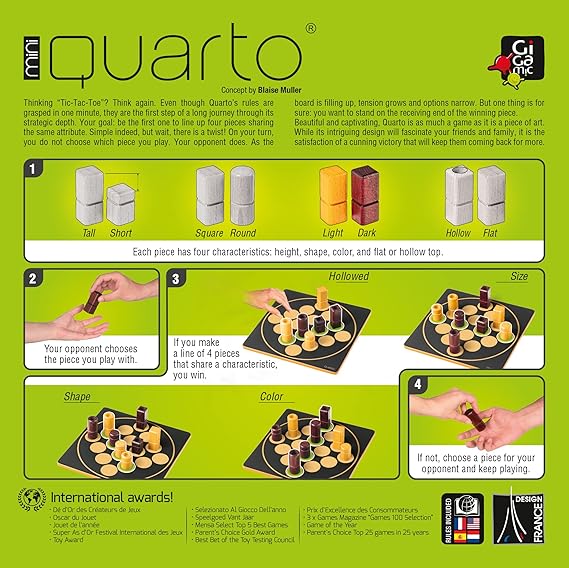 mini QUARTO ®
Concept by Blaise Muller
GiGAMiC
Thinking “Tic-Tac-Toe”? Think again. Even though Quarto’s rules are
grasped in one minute, they are the first step of a long journey through its
strategic depth. Your goal: be the first one to line up four pieces sharing
the same attribute. Simple indeed, but wait, there is a twist! On your turn,
you do not choose which piece you play. Your opponent does. As the
board is filling up, tension grows and options narrow. But one thing is for
sure: you want to stand on the receiving end of the winning piece.
Beautiful and captivating, Quarto is as much a game as it is a piece of art.
While its intriguing design will fascinate your friends and family, it is the
satisfaction of a cunning victory that will keep them coming back for more.
1
Tall Short
Square Round
Light Dark
Hollow Flat
Each piece has four characteristics: height, shape, color, and flat or hollow top.
2
Your opponent chooses
the piece you play with.
3
Hollowed
Size
If you make
a line of 4 pieces
that share a characteristic,
you win.
Shape
Color
4
If not, choose a piece for your
opponent and keep playing.
International awards!
- Dé d’Or des Créateurs de Jeux
- Oscar du Jouet
- Jouet de l’année
- Super As d’Or Festival International des Jeux
- Toy Award
- Selezionato Al Giocco Dell’anno
- Speelgoed Vant Jaar
- Mensa Select Top 5 Best Games
- Parent’s Choice Gold Award
- Best Bet of the Toy Testing Council
- Prix d’Excellence des Consommateurs
- 3 x Games Magazine “Games 100 Selection”
- Game of the Year
- Parent’s Choice Top 25 games in 25 years
RULES INCLUDED
DESIGN
FRANCE